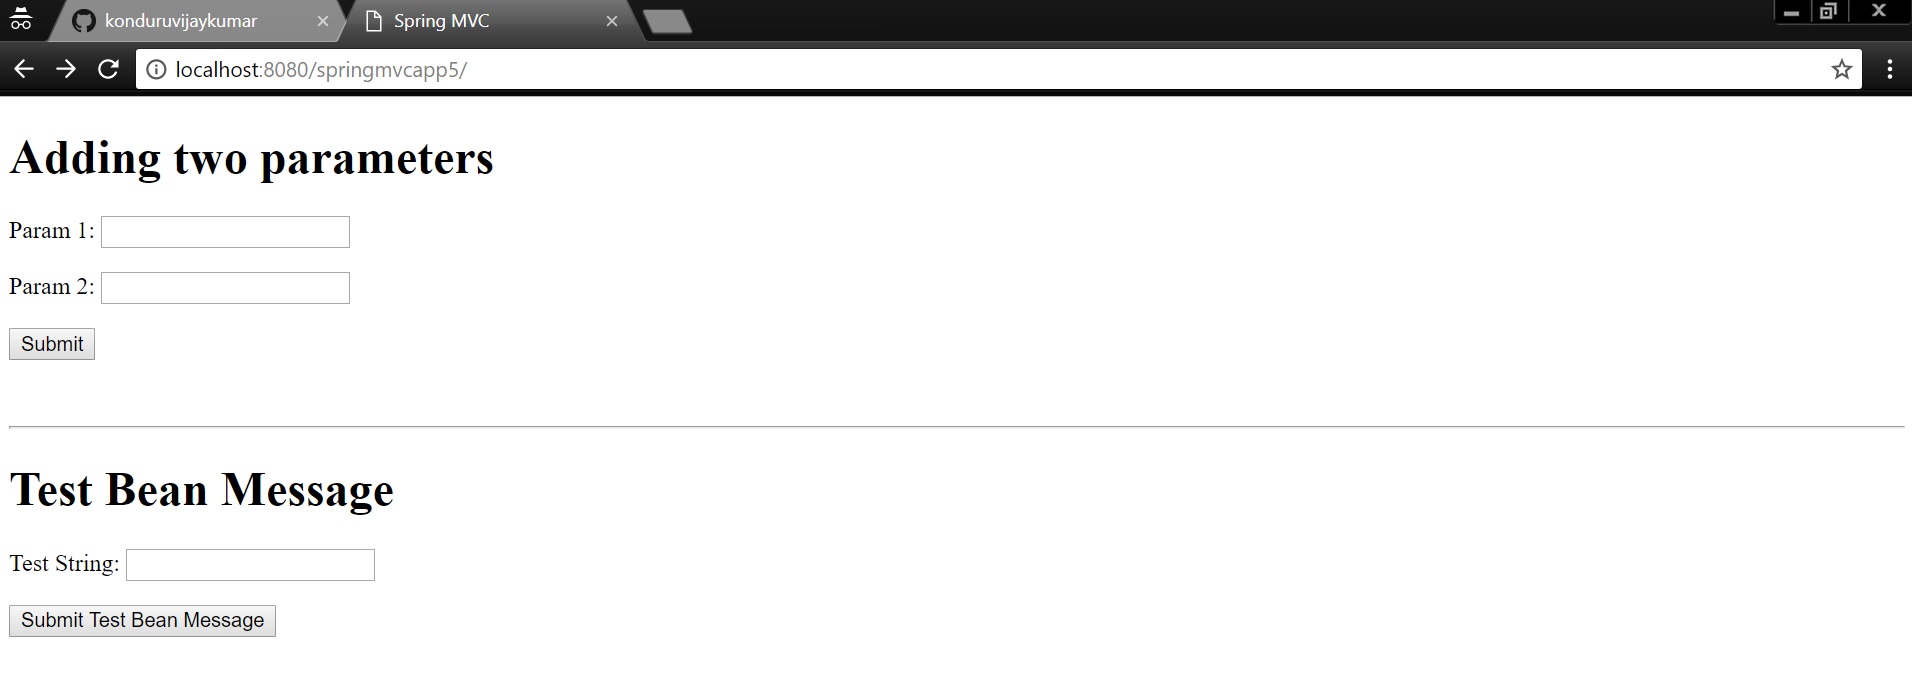 konduruvijaykumar
Spring MVC
localhost:8080/springmvcapp5/
Adding two parameters
Param 1:
Param 2:
Submit
Test Bean Message
Test String:
Submit Test Bean Message